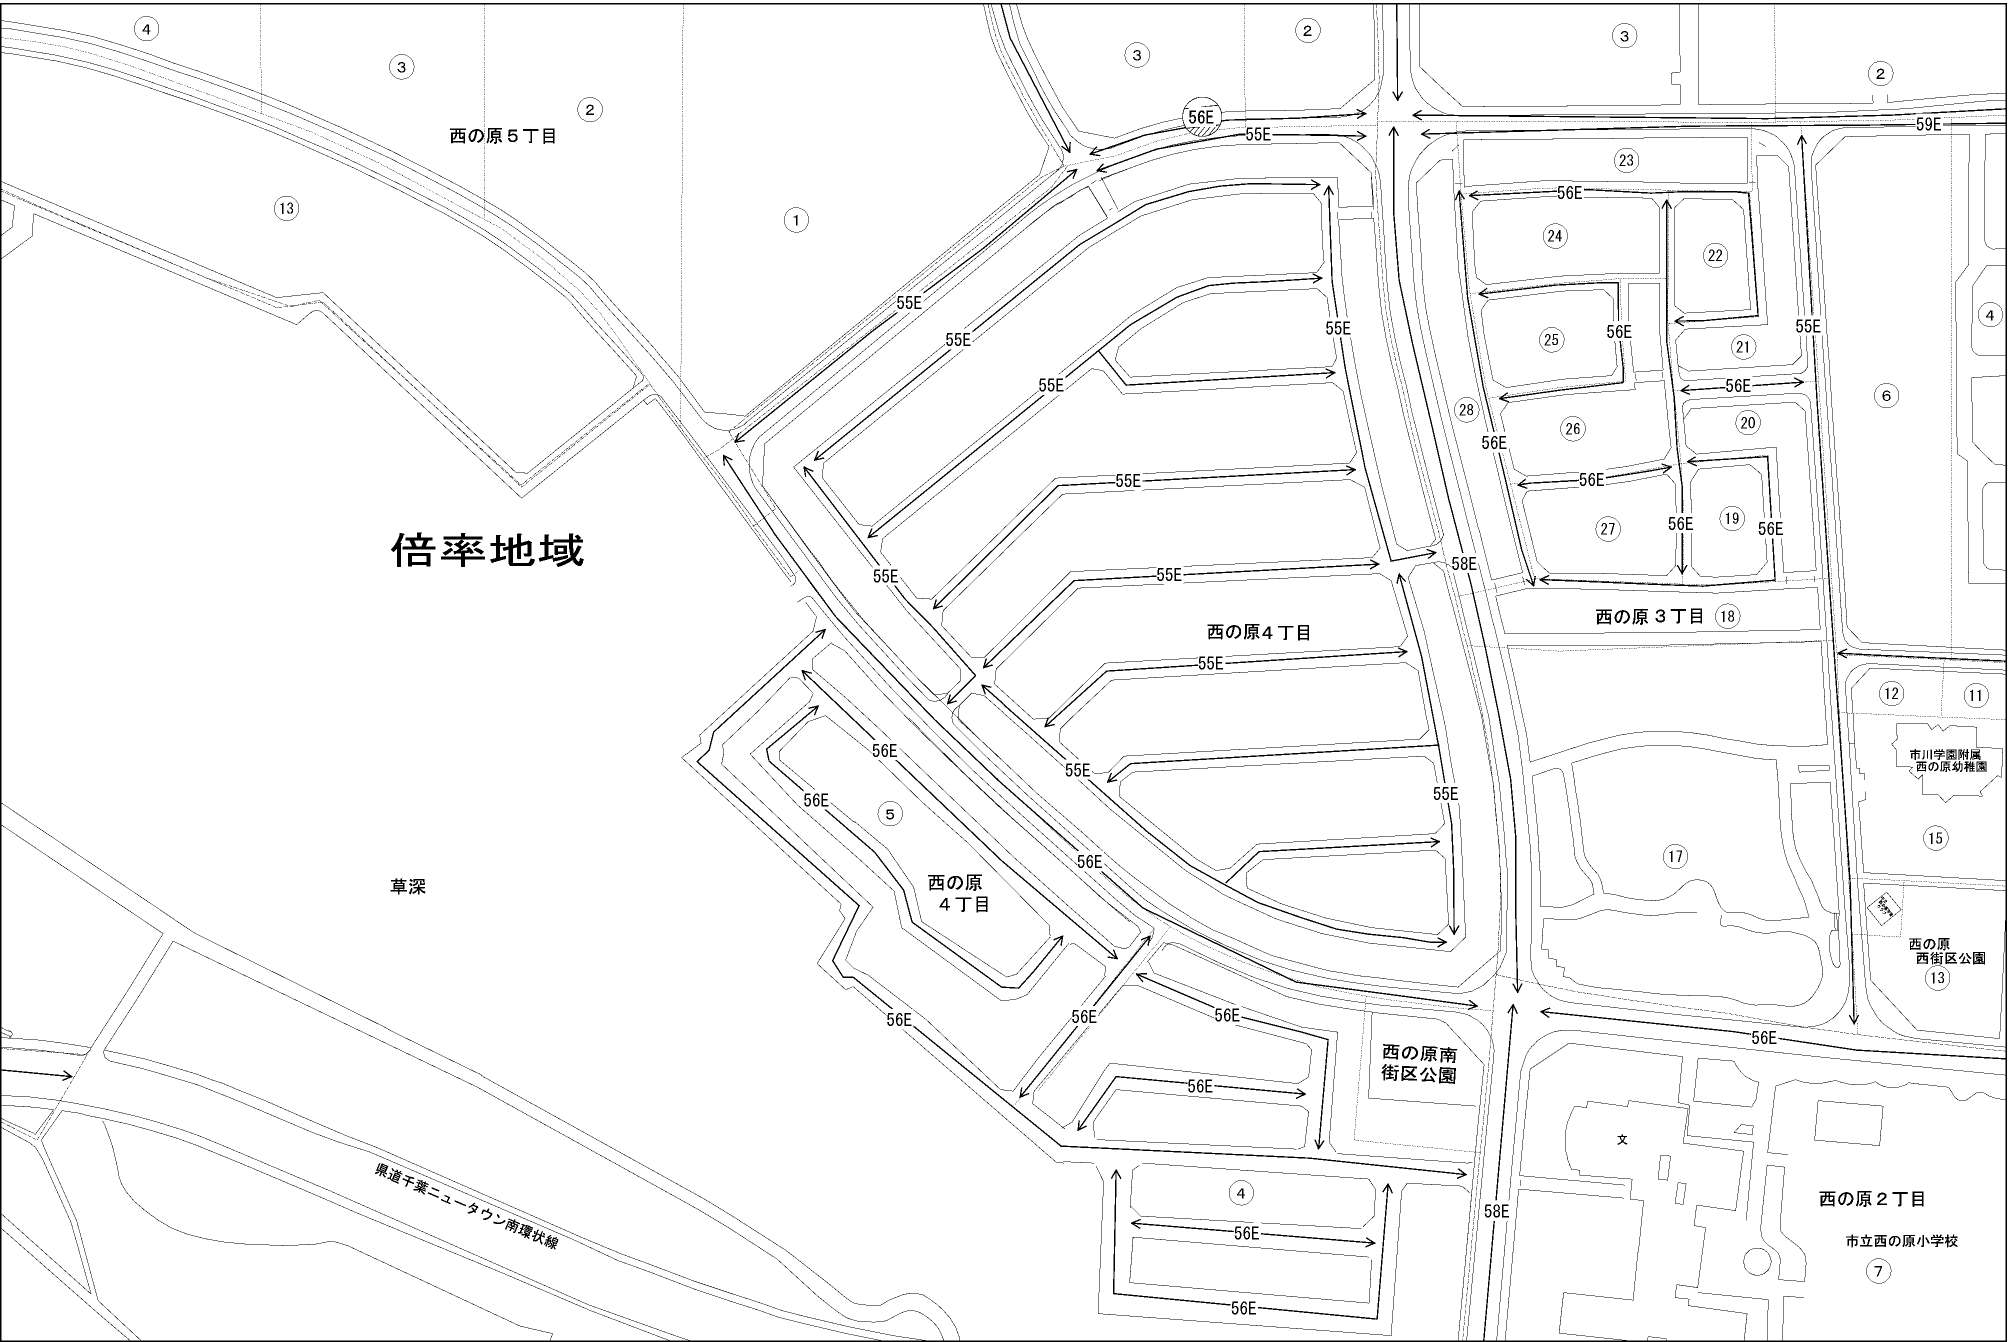 4
3
2
西の原5丁目
13
1
3
2
56E
55E
3
2
59E
23
56E
24
22
56E
25
21
55E
4
6
56E
20
28
26
56E
56E
27
56E
19
56E
58E
55E
55E
55E
55E
55E
55E
55E
倍率地域
西の原4丁目
55E
西の原3丁目
18
12
11
市川学園附属
西の原幼稚園
15
17
55E
55E
56E
56E
5
56E
西の原
4丁目
草深
西の原
西街区公園
13
56E
56E
56E
56E
西の原南
街区公園
56E
文
県道千葉ニュータウン南環状線
4
56E
56E
58E
西の原2丁目
市立西の原小学校
7